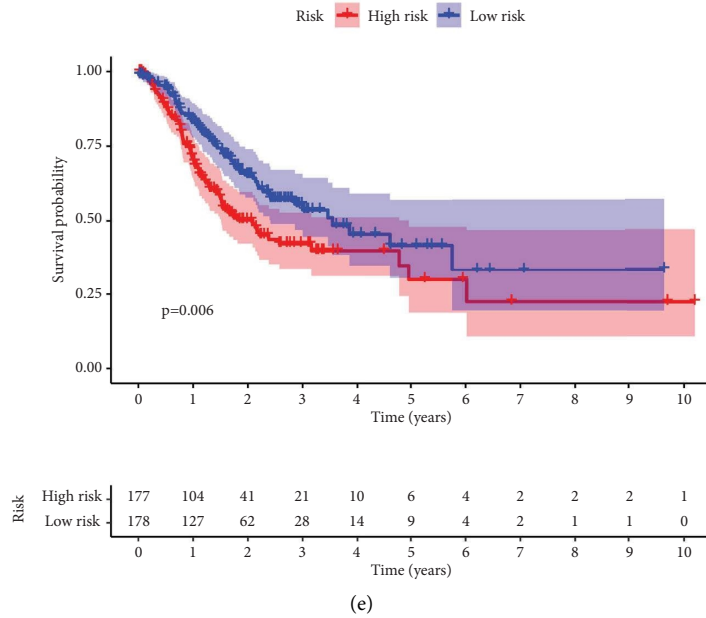 Risk High risk Low risk
1.00
0.75
0.50
0.25
0.00
Survival probability
p=0.006
0 1 2 3 4 5 6 7 8 9 10
Time (years)
Risk
High risk 177 104 41 21 10 6 4 2 2 2 1
Low risk 178 127 62 28 14 9 4 2 1 1 0
0 1 2 3 4 5 6 7 8 9 10
Time (years)
(e)